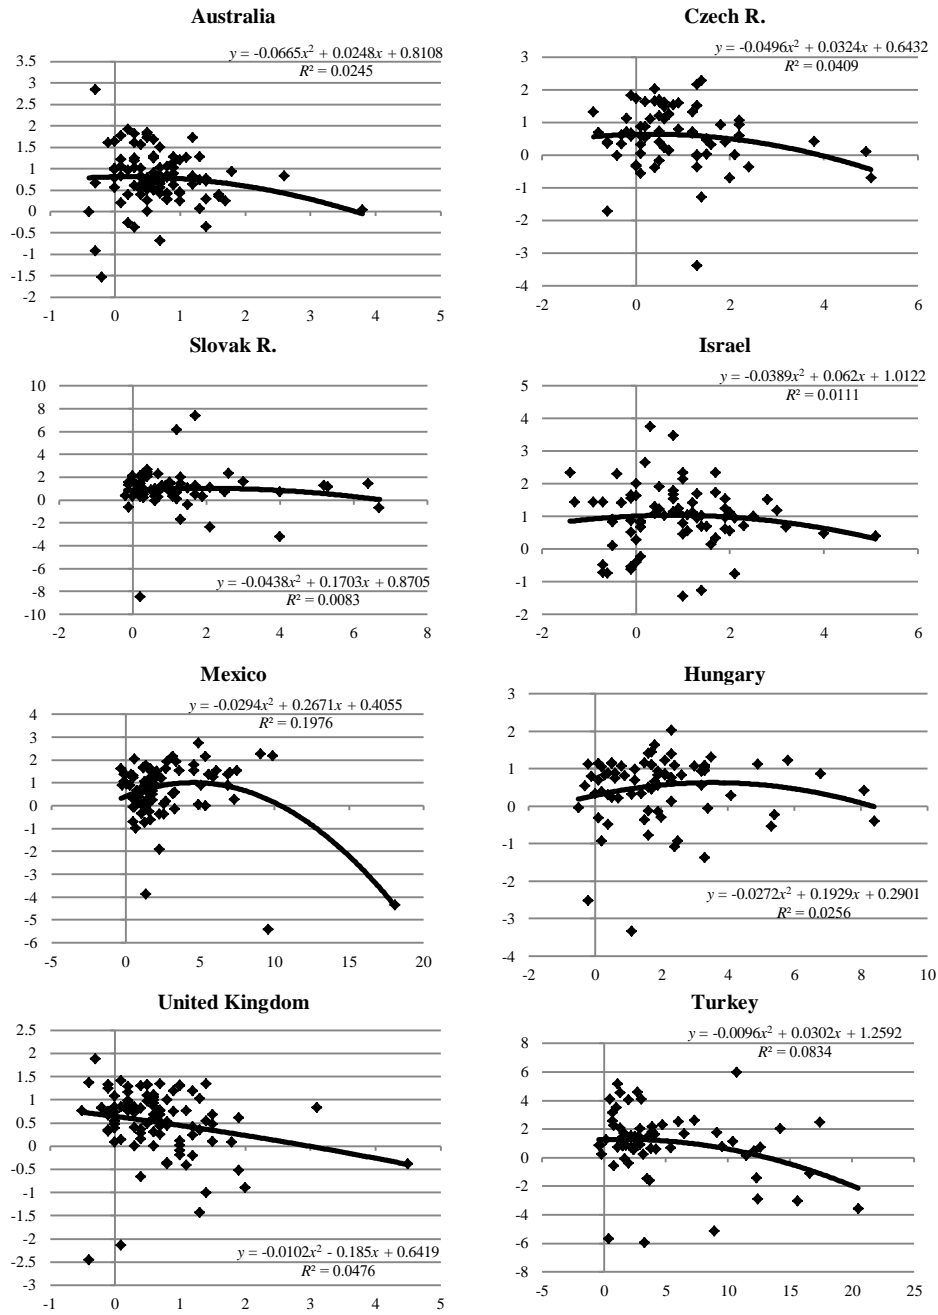 Australia
y = -0.0665x² + 0.0248x + 0.8108
R² = 0.0245
3.5
3
2.5
2
1.5
1
0.5
0
-0.5
-1
-1.5
-2
-1 0 1 2 3 4 5
Czech R.
y = -0.0496x² + 0.0324x + 0.6432
R² = 0.0409
3
2
1
0
-1
-2
-3
-4
-2 0 2 4 6
Slovak R.
10
8
6
4
2
0
-2
-4
-6
-8
-10
y = -0.0438x² + 0.1703x + 0.8705
R² = 0.0083
-2 0 2 4 6 8
Israel
y = -0.0389x² + 0.062x + 1.0122
R² = 0.0111
5
4
3
2
1
0
-1
-2
-2 0 2 4 6
Mexico
y = -0.0294x² + 0.2671x + 0.4055
R² = 0.1976
4
3
2
1
0
-1
-2
-3
-4
-5
-6
-5 0 5 10 15 20
Hungary
3
2
1
0
-1
-2
-3
-4
y = -0.0272x² + 0.1929x + 0.2901
R² = 0.0256
-2 0 2 4 6 8 10
United Kingdom
2.5
2
1.5
1
0.5
0
-0.5
-1
-1.5
-2
-2.5
-3
y = -0.0102x² - 0.185x + 0.6419
R² = 0.0476
-1 0 1 2 3 4 5
Turkey
y = -0.0096x² + 0.0302x + 1.2592
R² = 0.0834
8
6
4
2
0
-2
-4
-6
-8
-5 0 5 10 15 20 25